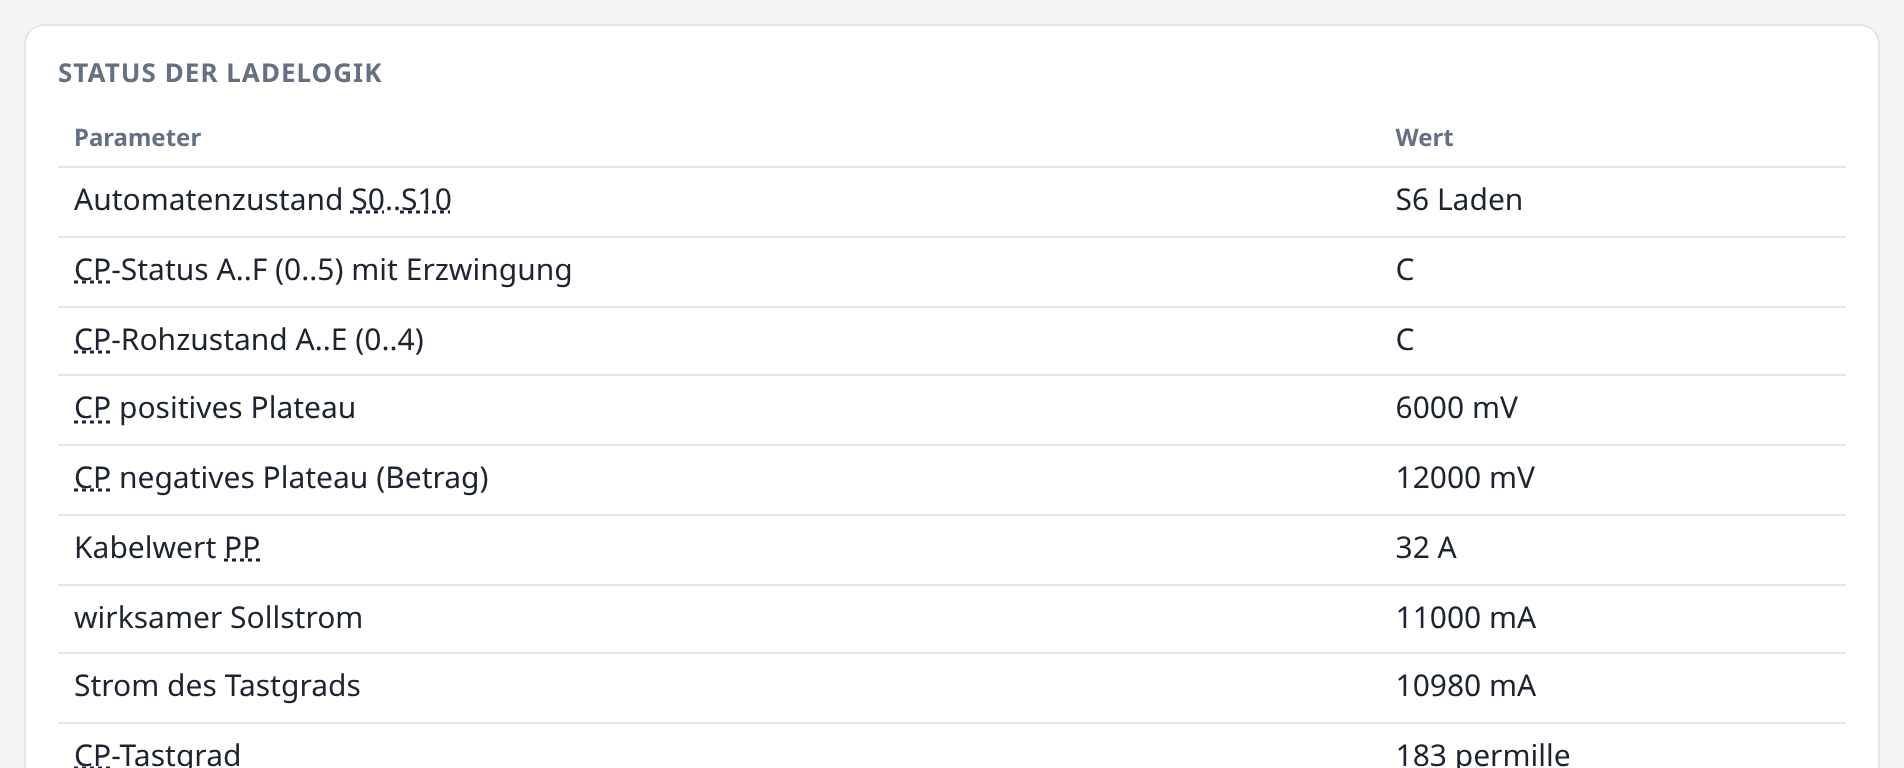 STATUS DER LADELOGIK
Parameter Wert
Automatenzustand S0..S10 S6 Laden
CP-Status A..F (0..5) mit Erzwingung C
CP-Rohzustand A..E (0..4) C
CP positives Plateau 6000 mV
CP negatives Plateau (Betrag) 12000 mV
Kabelwert PP 32 A
wirksamer Sollstrom 11000 mA
Strom des Tastgrads 10980 mA
CP-Tastgrad 183 permille